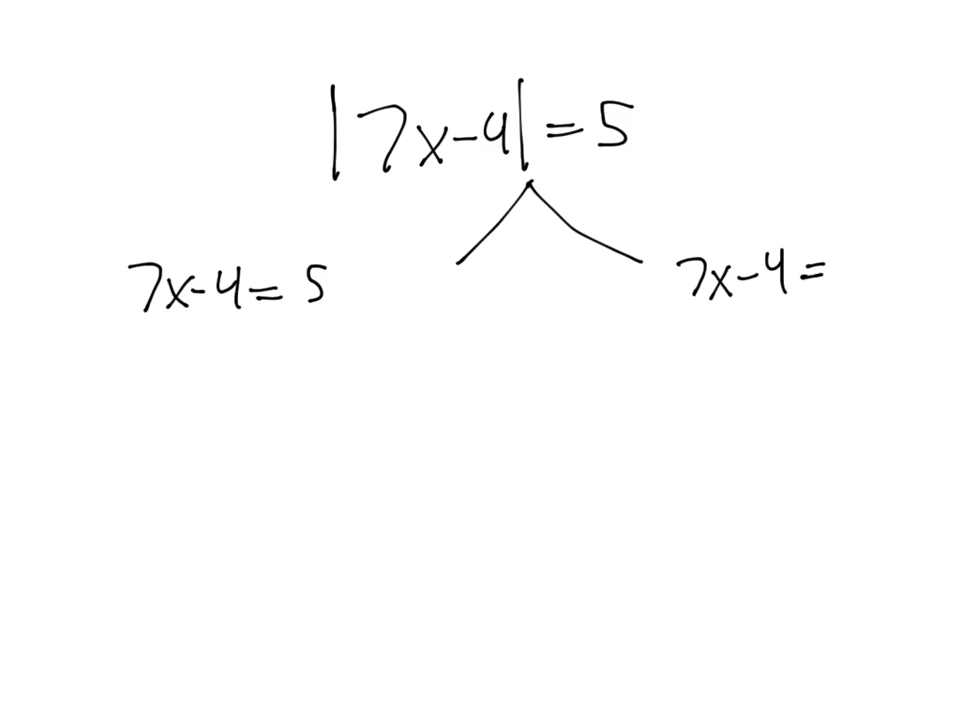 |7x-4| = 5
7x-4 = 5 7x-4 =